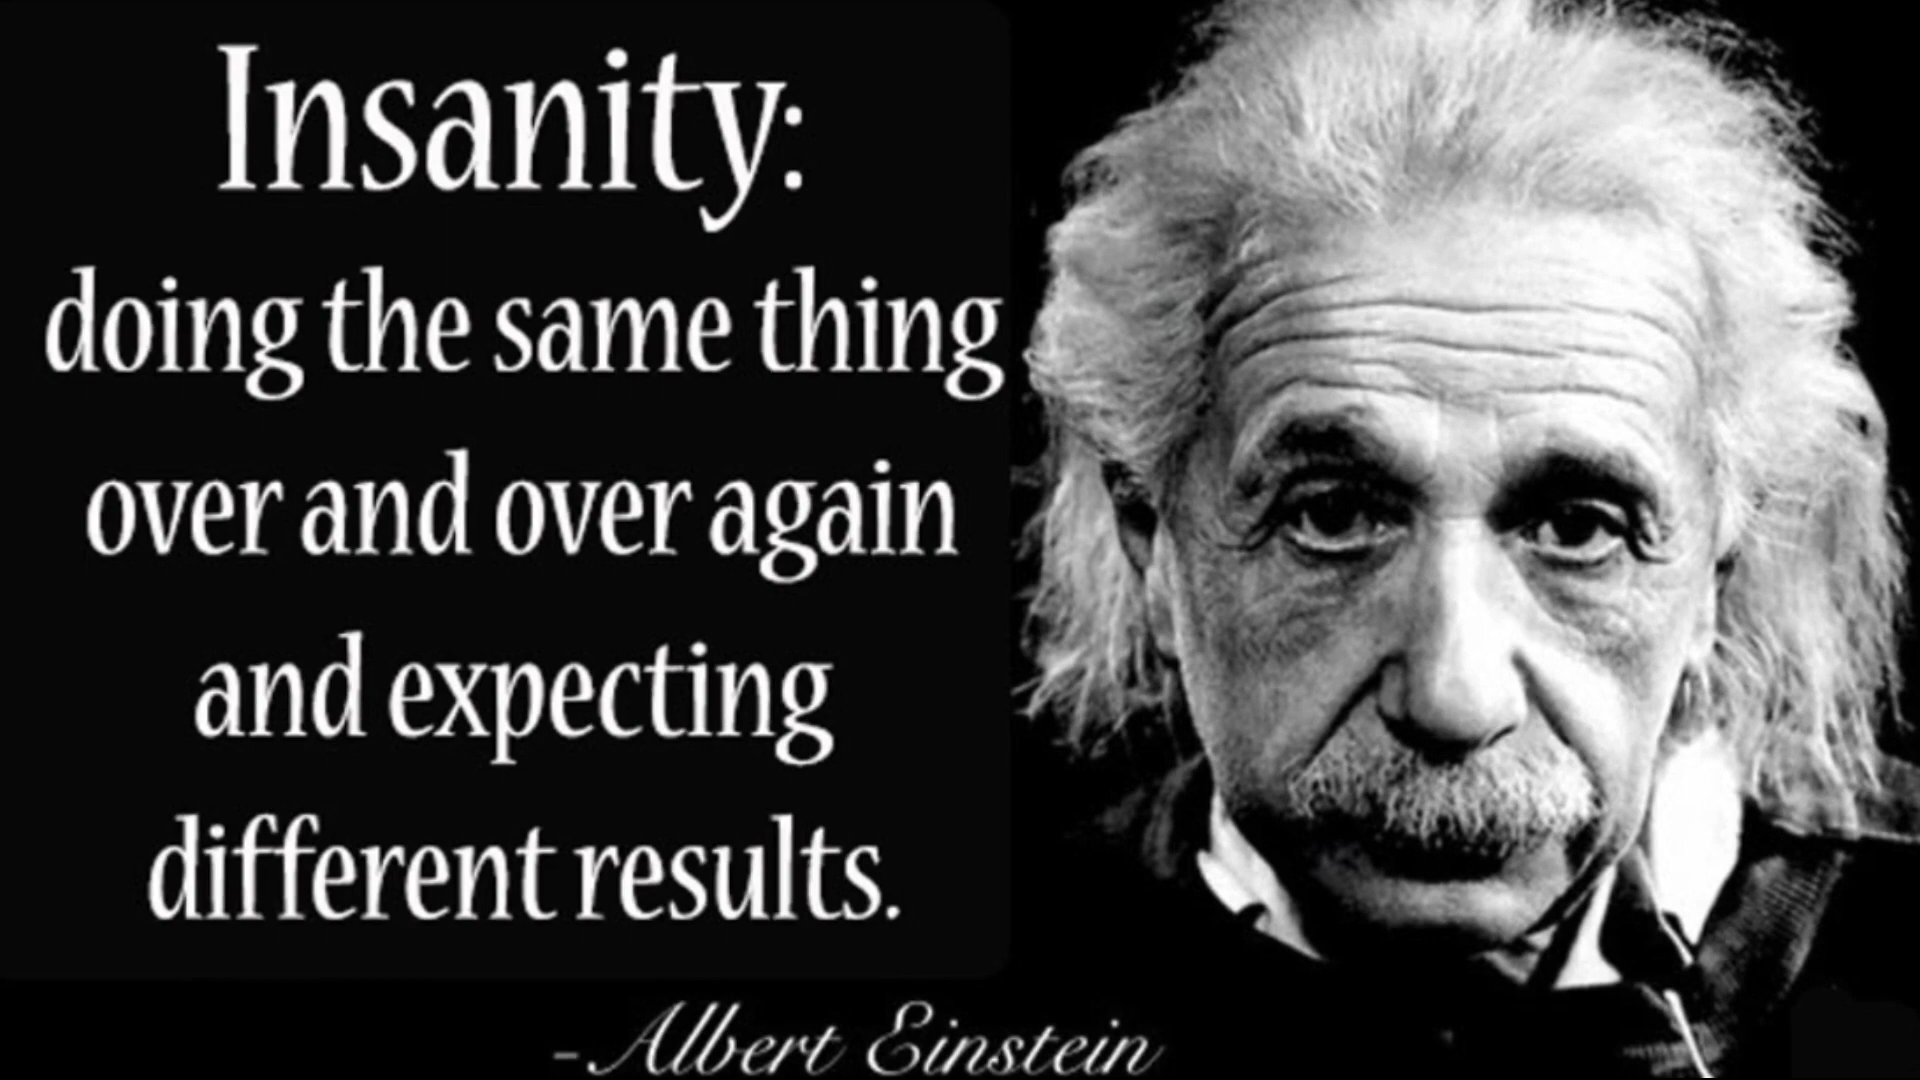 Insanity:
doing the same thing
over and over again
and expecting
different results.
-Albert Einstein